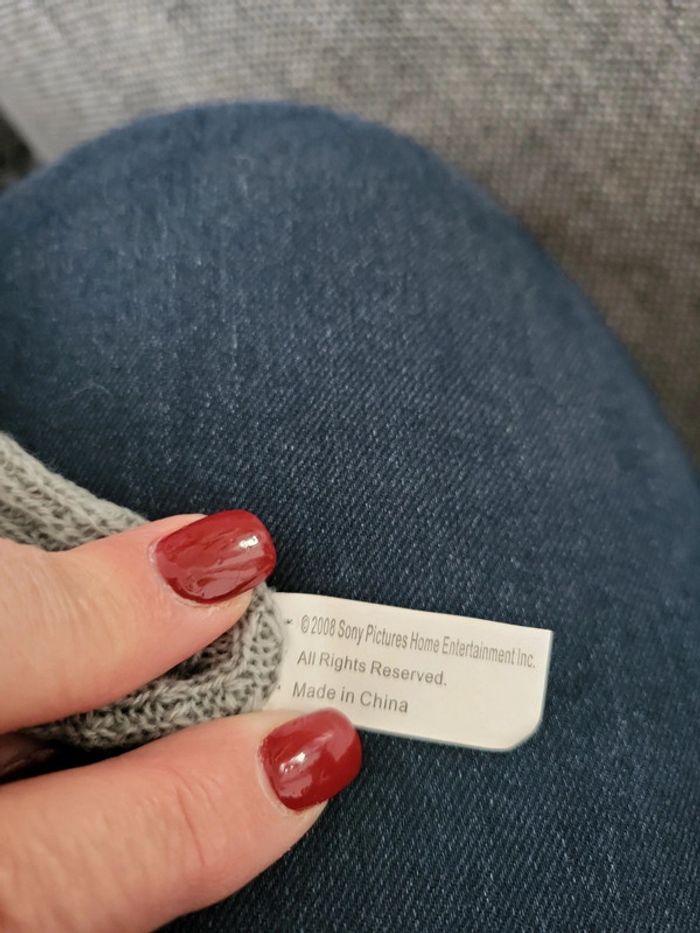 ©2008 Sony Pictures Home Entertainment Inc.
All Rights Reserved.
Made in China